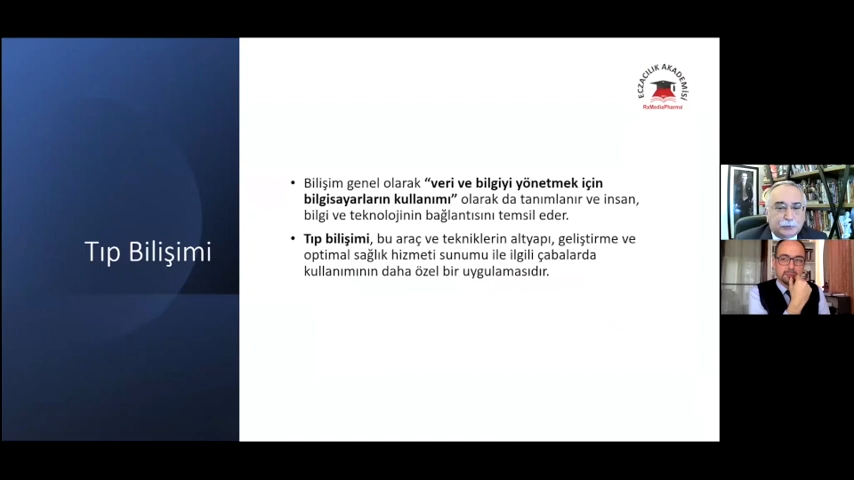 ECZACILIK AKADEMİSİ
RxMediaPharma
Tıp Bilişimi
• Bilişim genel olarak “veri ve bilgiyi yönetmek için
bilgisayarların kullanımı” olarak da tanımlanır ve insan,
bilgi ve teknolojinin bağlantısını temsil eder.
• Tıp bilişimi, bu araç ve tekniklerin altyapı, geliştirme ve
optimal sağlık hizmeti sunumu ile ilgili çabalarda
kullanımının daha özel bir uygulamasıdır.